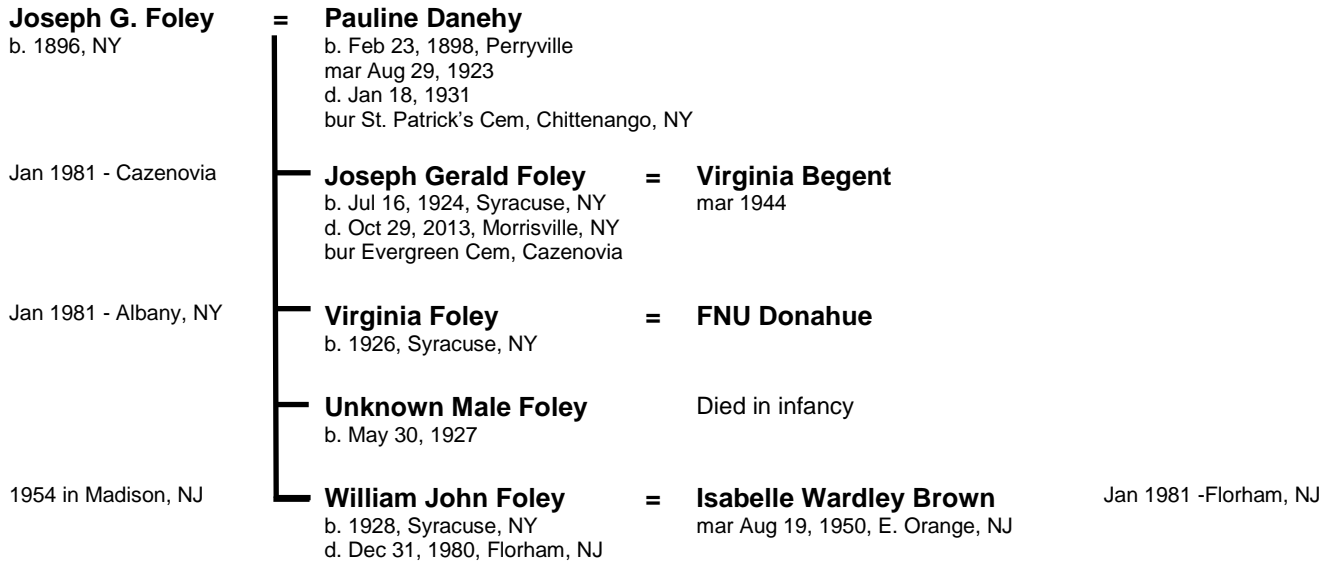 Joseph G. Foley = Pauline Danehy
b. 1896, NY b. Feb 23, 1898, Perryville
mar Aug 29, 1923
d. Jan 18, 1931
bur St. Patrick's Cem, Chittenango, NY
Jan 1981 - Cazenovia Joseph Gerald Foley = Virginia Begent
b. Jul 16, 1924, Syracuse, NY mar 1944
d. Oct 29, 2013, Morrisville, NY
bur Evergreen Cem, Cazenovia
Jan 1981 - Albany, NY Virginia Foley = FNU Donahue
b. 1926, Syracuse, NY
Unknown Male Foley Died in infancy
b. May 30, 1927
1954 in Madison, NJ William John Foley = Isabelle Wardley Brown Jan 1981 -Florham, NJ
b. 1928, Syracuse, NY mar Aug 19, 1950, E. Orange, NJ
d. Dec 31, 1980, Florham, NJ